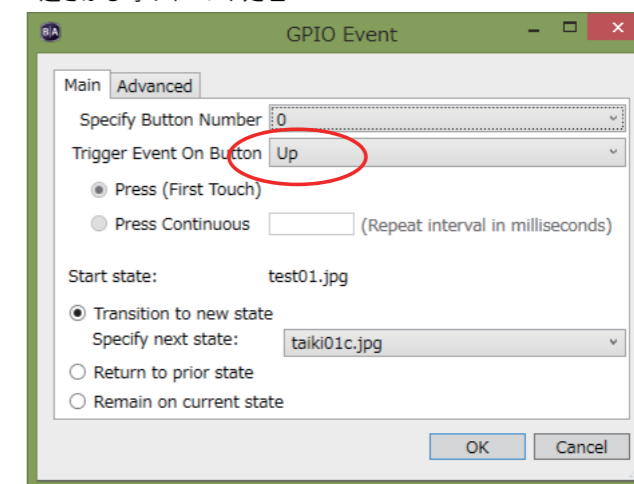 GPIO Event
Main Advanced
Specify Button Number 0
Trigger Event On Button Up
Press (First Touch)
Press Continuous (Repeat interval in milliseconds)
Start state: test01.jpg
Transition to new state
Specify next state: taiki01c.jpg
Return to prior state
Remain on current state
OK Cancel